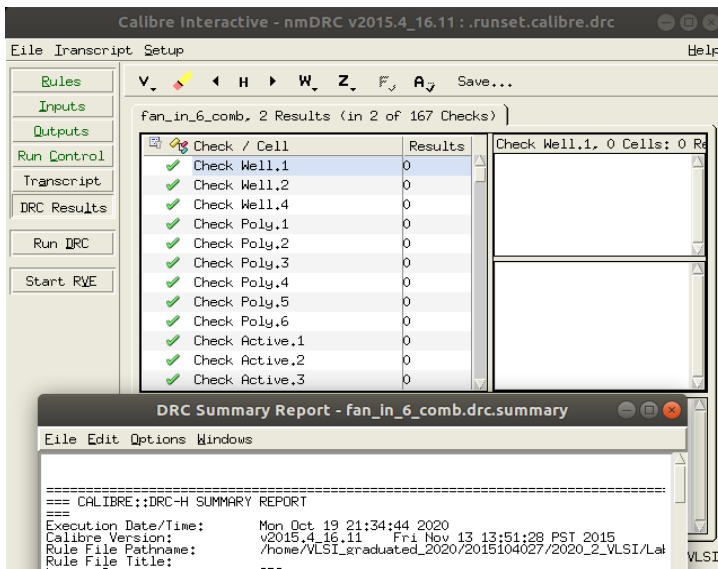 Calibre Interactive - nmDRC v2015.4_16.11 : .runset.calibre.drc
File Transcript Setup Help
Rules
Inputs
Outputs
Run Control
Transcript
DRC Results
Run DRC
Start RVE
V H W Z F A Save...
fan_in_6_comb, 2 Results (in 2 of 167 Checks)
Check / Cell Results
Check Well.1 0
Check Well.2 0
Check Well.4 0
Check Poly.1 0
Check Poly.2 0
Check Poly.3 0
Check Poly.4 0
Check Poly.5 0
Check Poly.6 0
Check Active.1 0
Check Active.2 0
Check Active.3 0
Check Well.1, 0 Cells: 0 Re
DRC Summary Report - fan_in_6_comb.drc.summary
File Edit Options Windows
==================================================================================
=== CALIBRE::DRC-H SUMMARY REPORT
===
Execution Date/Time: Mon Oct 19 21:34:44 2020
Calibre Version: v2015.4_16.11 Fri Nov 13 13:51:28 PST 2015
Rule File Pathname: /home/VLSI_graduated_2020/2015104027/2020_2_VLSI/Lab
Rule File Title:
VLSI